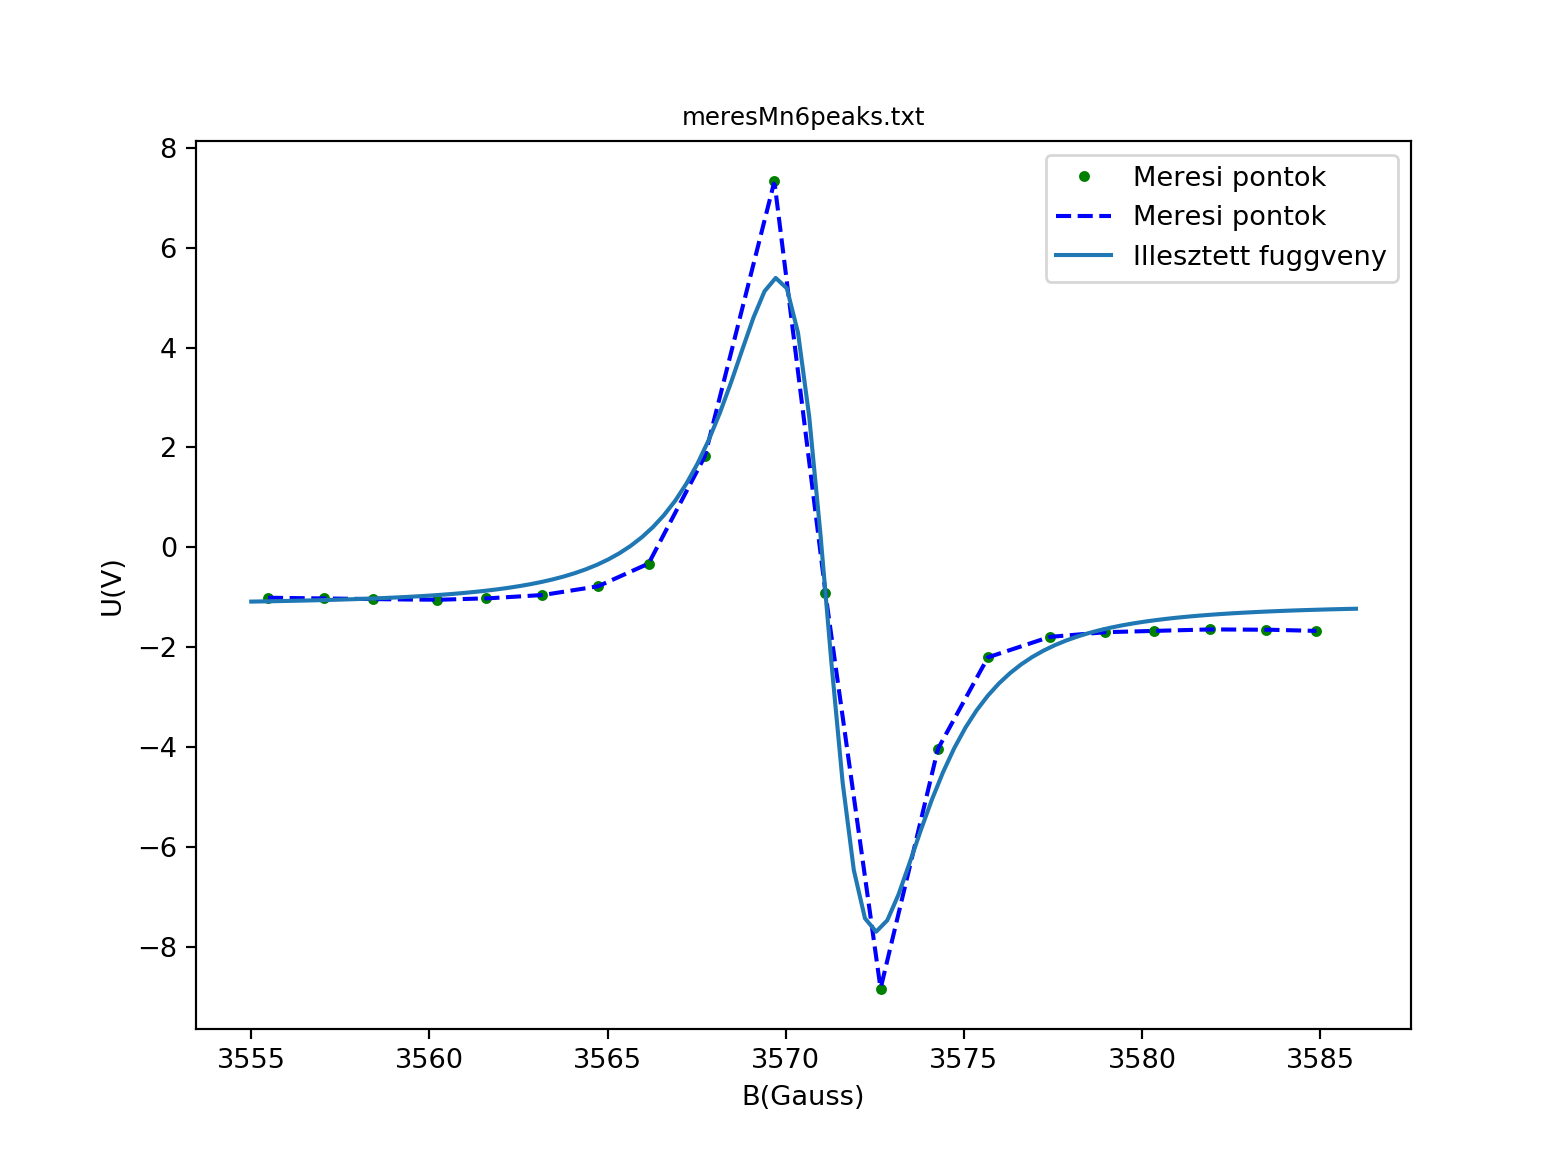 meresMn6peaks.txt
8
6
4
2
0
−2
−4
−6
−8
U(V)
Meresi pontok
Meresi pontok
Illesztett fuggveny
3555 3560 3565 3570 3575 3580 3585
B(Gauss)